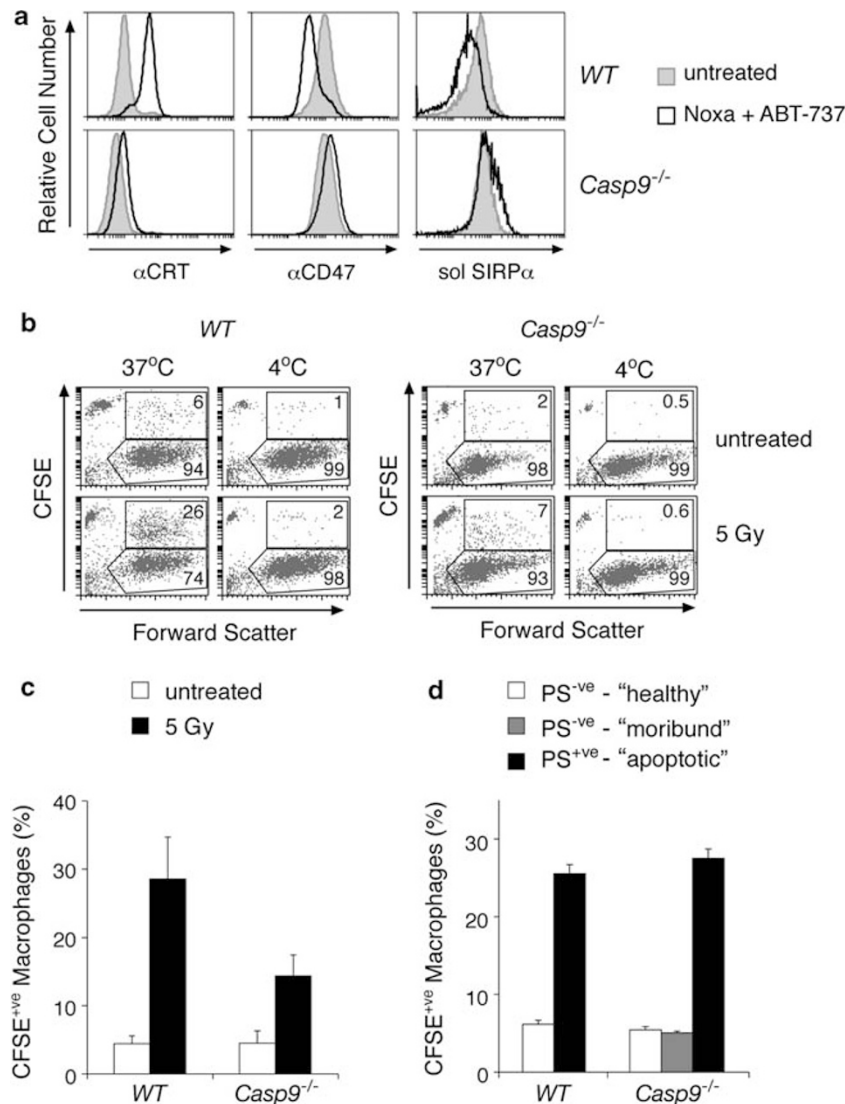 a
Relative Cell Number
WT
Casp9-/-
untreated
Noxa + ABT-737
αCRT
αCD47
sol SIRPα
b
WT
Casp9-/-
37°C
4°C
37°C
4°C
CFSE
6
94
1
99
2
98
0.5
99
untreated
CFSE
26
74
2
98
7
93
0.6
99
5 Gy
Forward Scatter
Forward Scatter
c
untreated
5 Gy
CFSE+ve Macrophages (%)
40
30
20
10
0
WT
Casp9-/-
d
PS-ve - “healthy”
PS-ve - “moribund”
PS+ve - “apoptotic”
CFSE+ve Macrophages (%)
30
20
10
0
WT
Casp9-/-